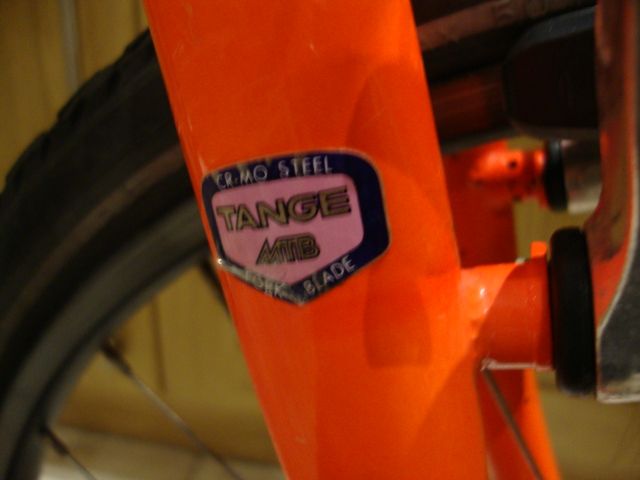 CR-MO STEEL
TANGE
MTB
FORK BLADE